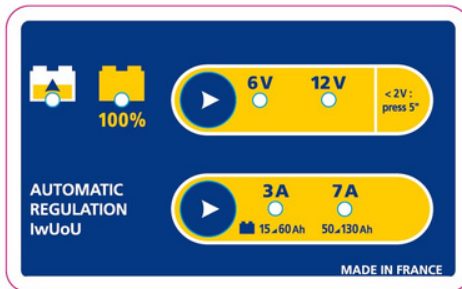 6V 12V
< 2V :
press 5"
100%
AUTOMATIC
REGULATION
IwUoU
3A 7A
15⊿60Ah 50⊿130Ah
MADE IN FRANCE